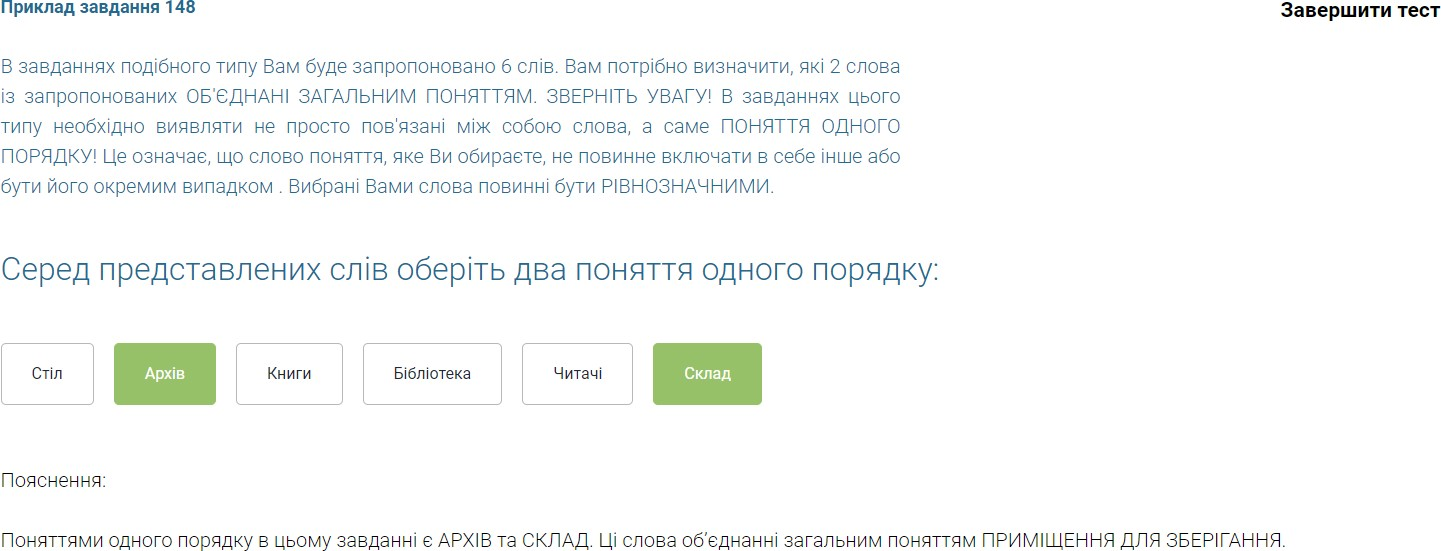 Приклад завдання 148
Завершити тест
В завданнях подібного типу Вам буде запропоновано 6 слів. Вам потрібно визначити, які 2 слова
із запропонованих ОБ'ЄДНАНІ ЗАГАЛЬНИМ ПОНЯТТЯМ. ЗВЕРНІТЬ УВАГУ! В завданнях цього
типу необхідно виявляти не просто пов'язані між собою слова, а саме ПОНЯТТЯ ОДНОГО
ПОРЯДКУ! Це означає, що слово поняття, яке Ви обираєте, не повинне включати в себе інше або
бути його окремим випадком . Вибрані Вами слова повинні бути РІВНОЗНАЧНИМИ.
Серед представлених слів оберіть два поняття одного порядку:
Стіл Архів Книги Бібліотека Читачі Склад
Пояснення:
Поняттями одного порядку в цьому завданні є АРХІВ та СКЛАД. Ці слова об’єднанні загальним поняттям ПРИМІЩЕННЯ ДЛЯ ЗБЕРІГАННЯ.